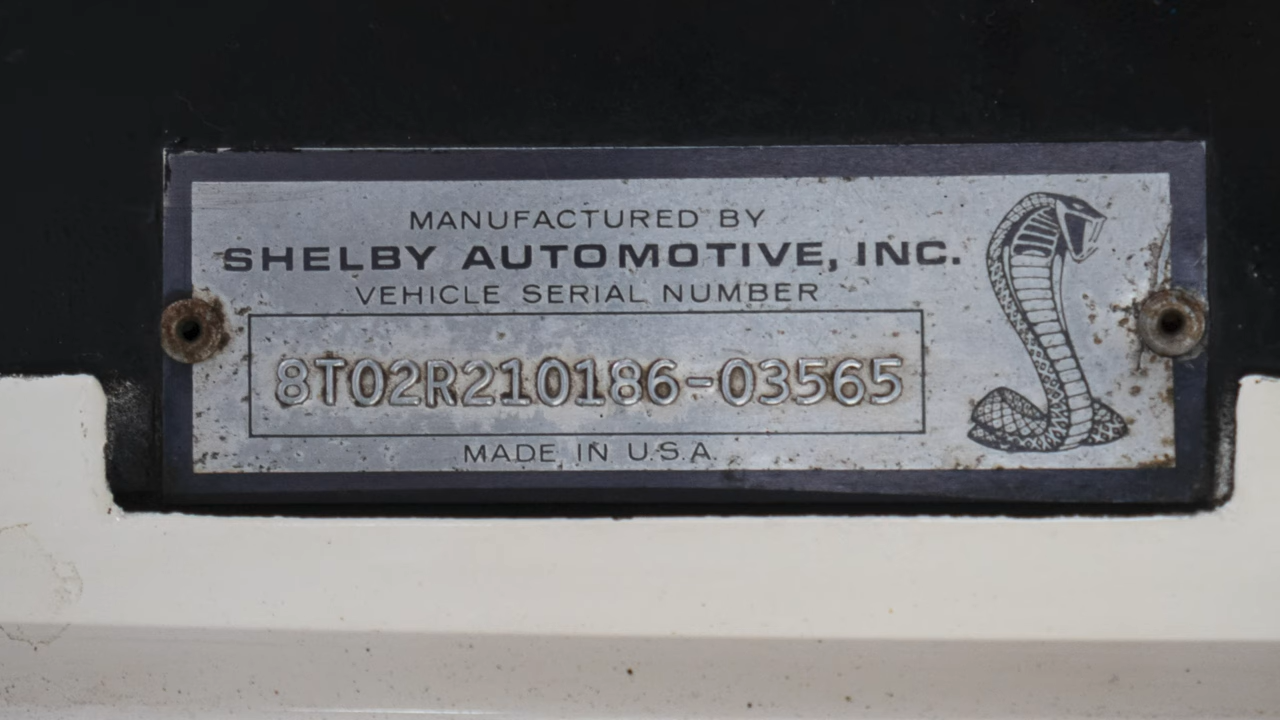 MANUFACTURED BY
SHELBY AUTOMOTIVE, INC.
VEHICLE SERIAL NUMBER
8T02R210186-03565
MADE IN U.S.A.